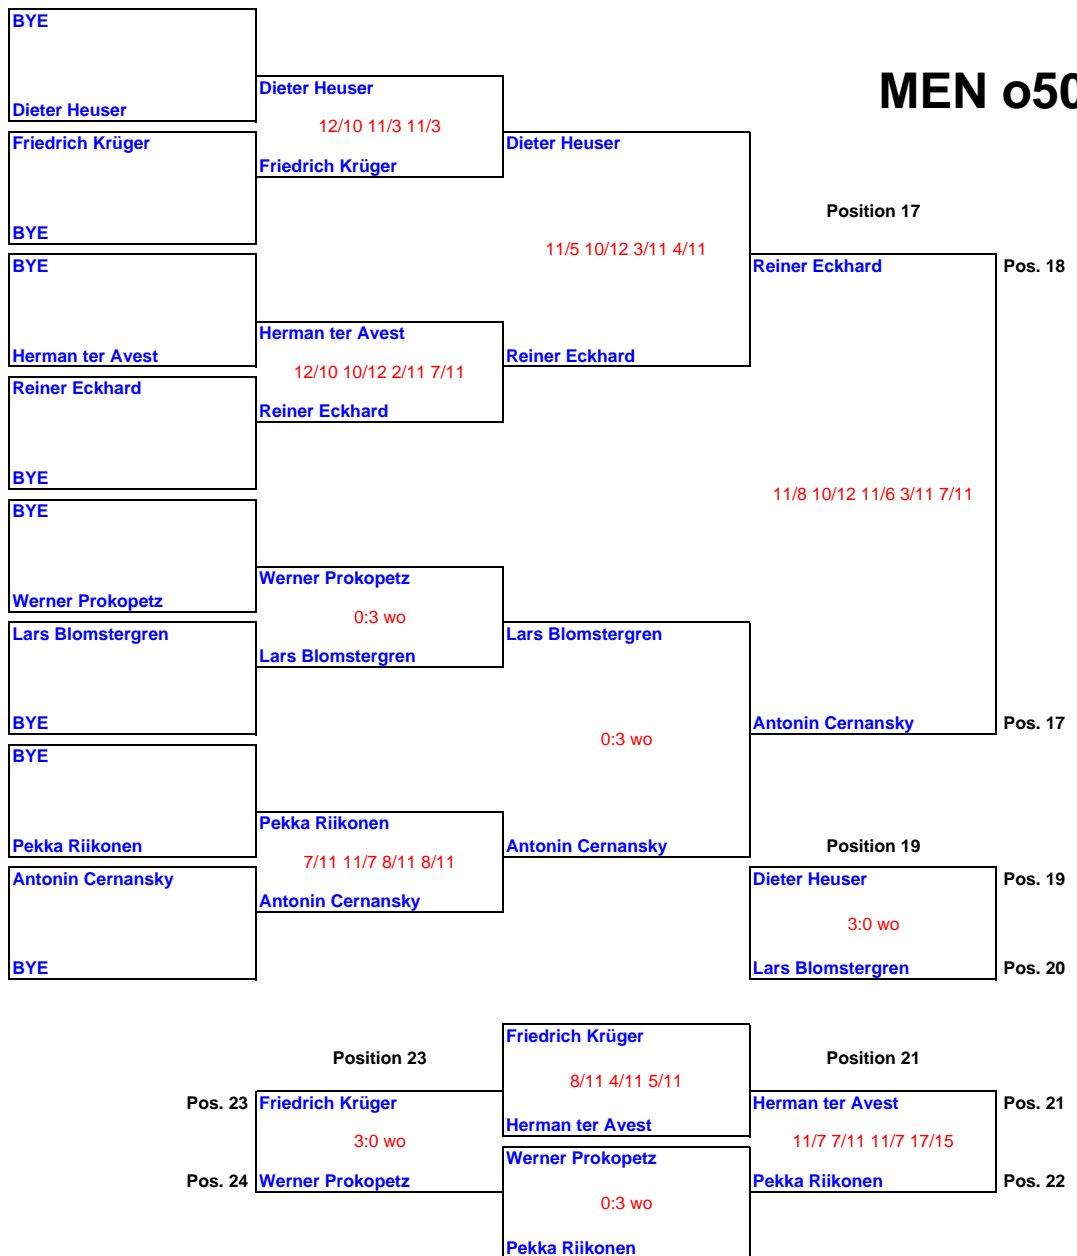 BYE
MEN o50
Dieter Heuser
Dieter Heuser
12/10 11/3 11/3
Friedrich Krüger
Dieter Heuser
Friedrich Krüger
Position 17
BYE
11/5 10/12 3/11 4/11
BYE
Reiner Eckhard
Pos. 18
Herman ter Avest
Herman ter Avest
Reiner Eckhard
12/10 10/12 2/11 7/11
Reiner Eckhard
Reiner Eckhard
BYE
11/8 10/12 11/6 3/11 7/11
BYE
Werner Prokopetz
Werner Prokopetz
0:3 wo
Lars Blomstergren
Lars Blomstergren
Lars Blomstergren
BYE
Antonin Cernansky
Pos. 17
0:3 wo
BYE
Pekka Riikonen
Pekka Riikonen
Antonin Cernansky
Position 19
7/11 11/7 8/11 8/11
Antonin Cernansky
Dieter Heuser
Pos. 19
Antonin Cernansky
3:0 wo
BYE
Lars Blomstergren
Pos. 20
Friedrich Krüger
Position 23
Position 21
8/11 4/11 5/11
Pos. 23
Friedrich Krüger
Herman ter Avest
Pos. 21
Herman ter Avest
3:0 wo
11/7 7/11 11/7 17/15
Werner Prokopetz
Pos. 24
Werner Prokopetz
Pekka Riikonen
Pos. 22
0:3 wo
Pekka Riikonen